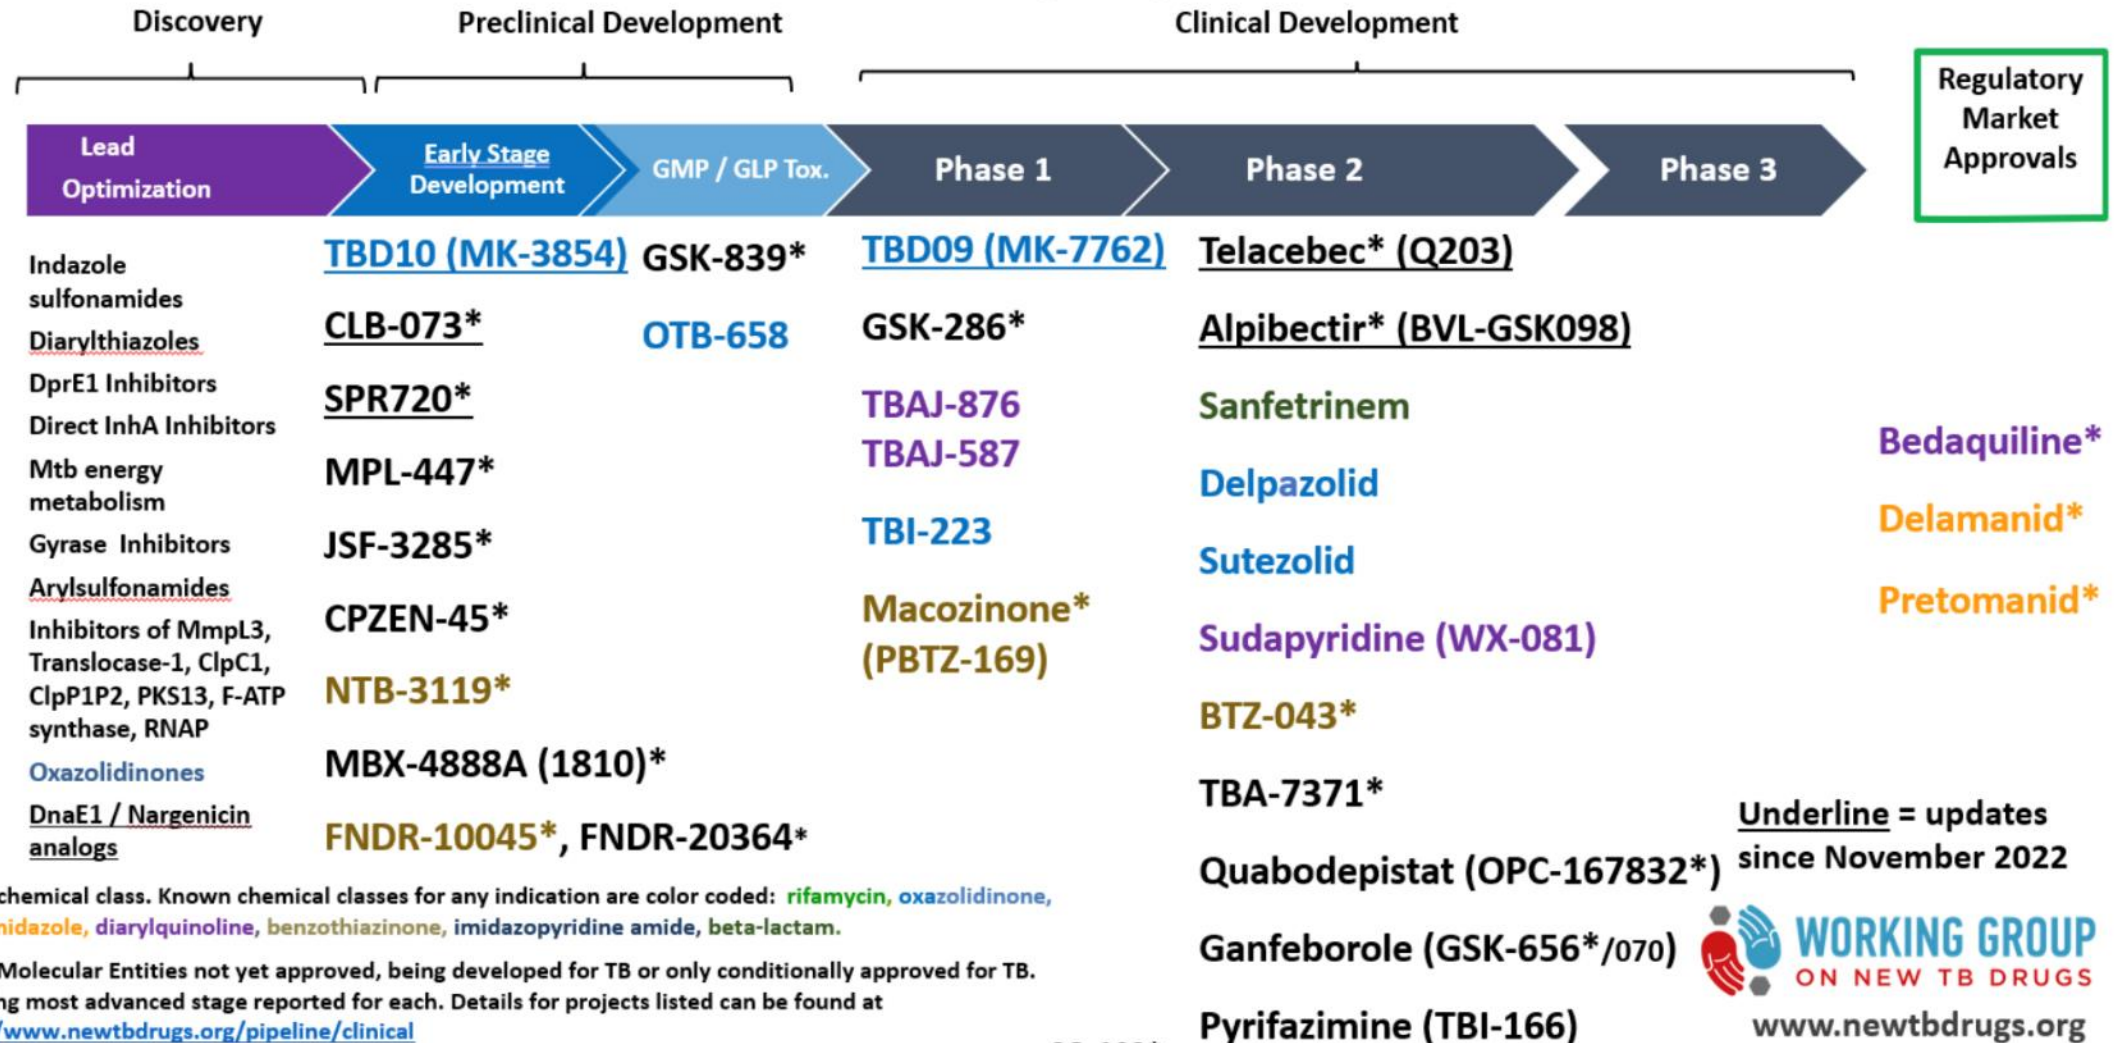 Discovery
Preclinical Development
Clinical Development
Regulatory
Market
Approvals
Lead
Optimization
Early Stage
Development
GMP / GLP Tox.
Phase 1
Phase 2
Phase 3
Indazole
sulfonamides
Diarylthiazoles
DprE1 Inhibitors
Direct InhA Inhibitors
Mtb energy
metabolism
Gyrase Inhibitors
Arylsulfonamides
Inhibitors of MmpL3,
Translocase-1, ClpC1,
ClpP1P2, PKS13, F-ATP
synthase, RNAP
Oxazolidinones
DnaE1 / Nargenicin
analogs
TBD10 (MK-3854)
CLB-073*
SPR720*
MPL-447*
JSF-3285*
CPZEN-45*
NTB-3119*
MBX-4888A (1810)*
FNDR-10045*, FNDR-20364*
GSK-839*
OTB-658
TBD09 (MK-7762)
GSK-286*
TBAJ-876
TBAJ-587
TBI-223
Macozinone*
(PBTZ-169)
Telacebec* (Q203)
Alpibectir* (BVL-GSK098)
Sanfetrinem
Delpazolid
Sutezolid
Sudapyridine (WX-081)
BTZ-043*
TBA-7371*
Quabodepistat (OPC-167832*)
Ganfeborole (GSK-656*/070)
Pyrifazimine (TBI-166)
Bedaquiline*
Delamanid*
Pretomanid*
Underline = updates
since November 2022
chemical class. Known chemical classes for any indication are color coded: rifamycin, oxazolidinone,
diarylquinoline, benzothiazinone, imidazopyridine amide, beta-lactam.
Molecular Entities not yet approved, being developed for TB or only conditionally approved for TB.
most advanced stage reported for each. Details for projects listed can be found at
/www.newtbdrugs.org/pipeline/clinical
WORKING GROUP
ON NEW TB DRUGS
www.newtbdrugs.org